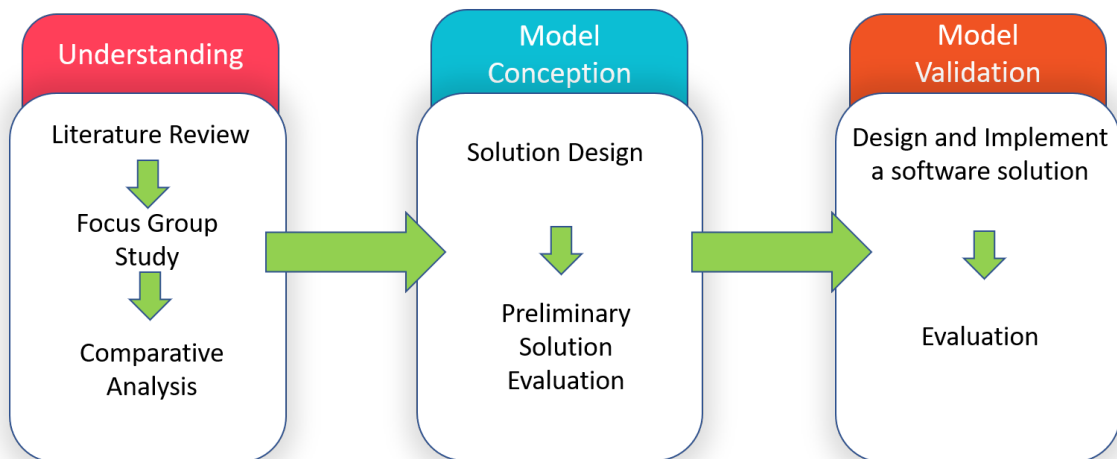 Understanding
Literature Review
Focus Group
Study
Comparative
Analysis
Model
Conception
Solution Design
Preliminary
Solution
Evaluation
Model
Validation
Design and Implement
a software solution
Evaluation